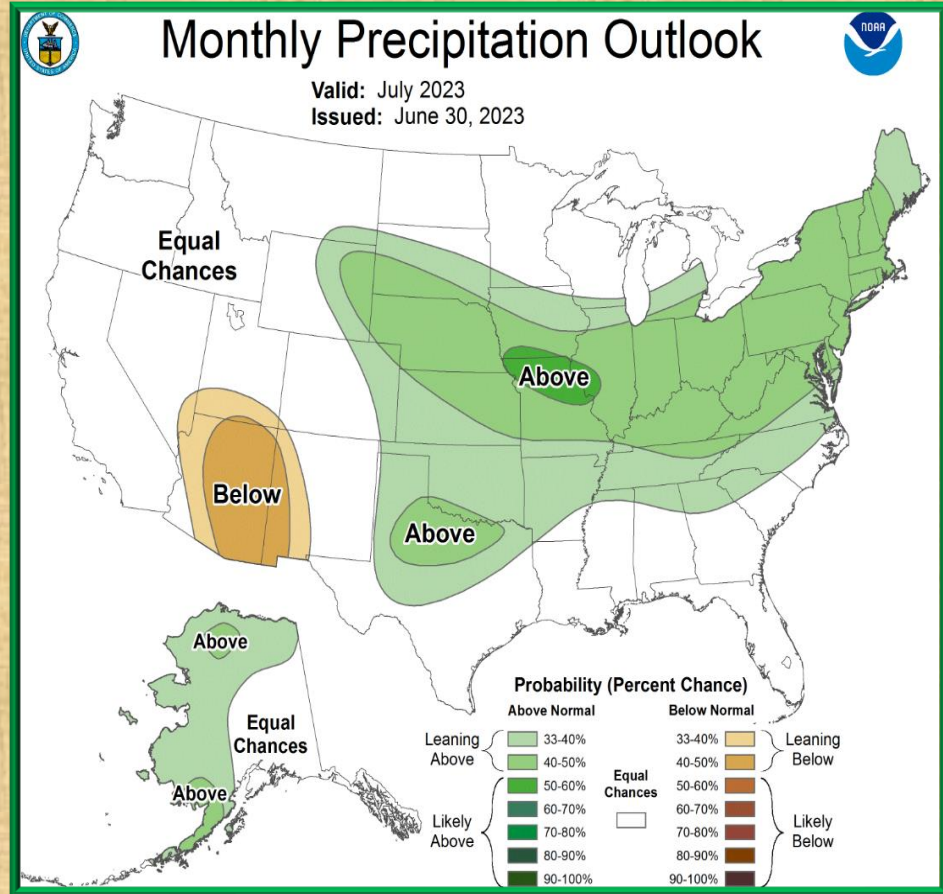 Monthly Precipitation Outlook
NOAA
Valid: July 2023
Issued: June 30, 2023
Equal
Chances
Above
Below
Above
Above
Equal
Chances
Above
Probability (Percent Chance)
Above Normal
Below Normal
Leaning
Above
33-40%
40-50%
Likely
Above
50-60%
60-70%
70-80%
80-90%
90-100%
Equal
Chances
33-40%
40-50%
Leaning
Below
50-60%
60-70%
70-80%
80-90%
90-100%
Likely
Below